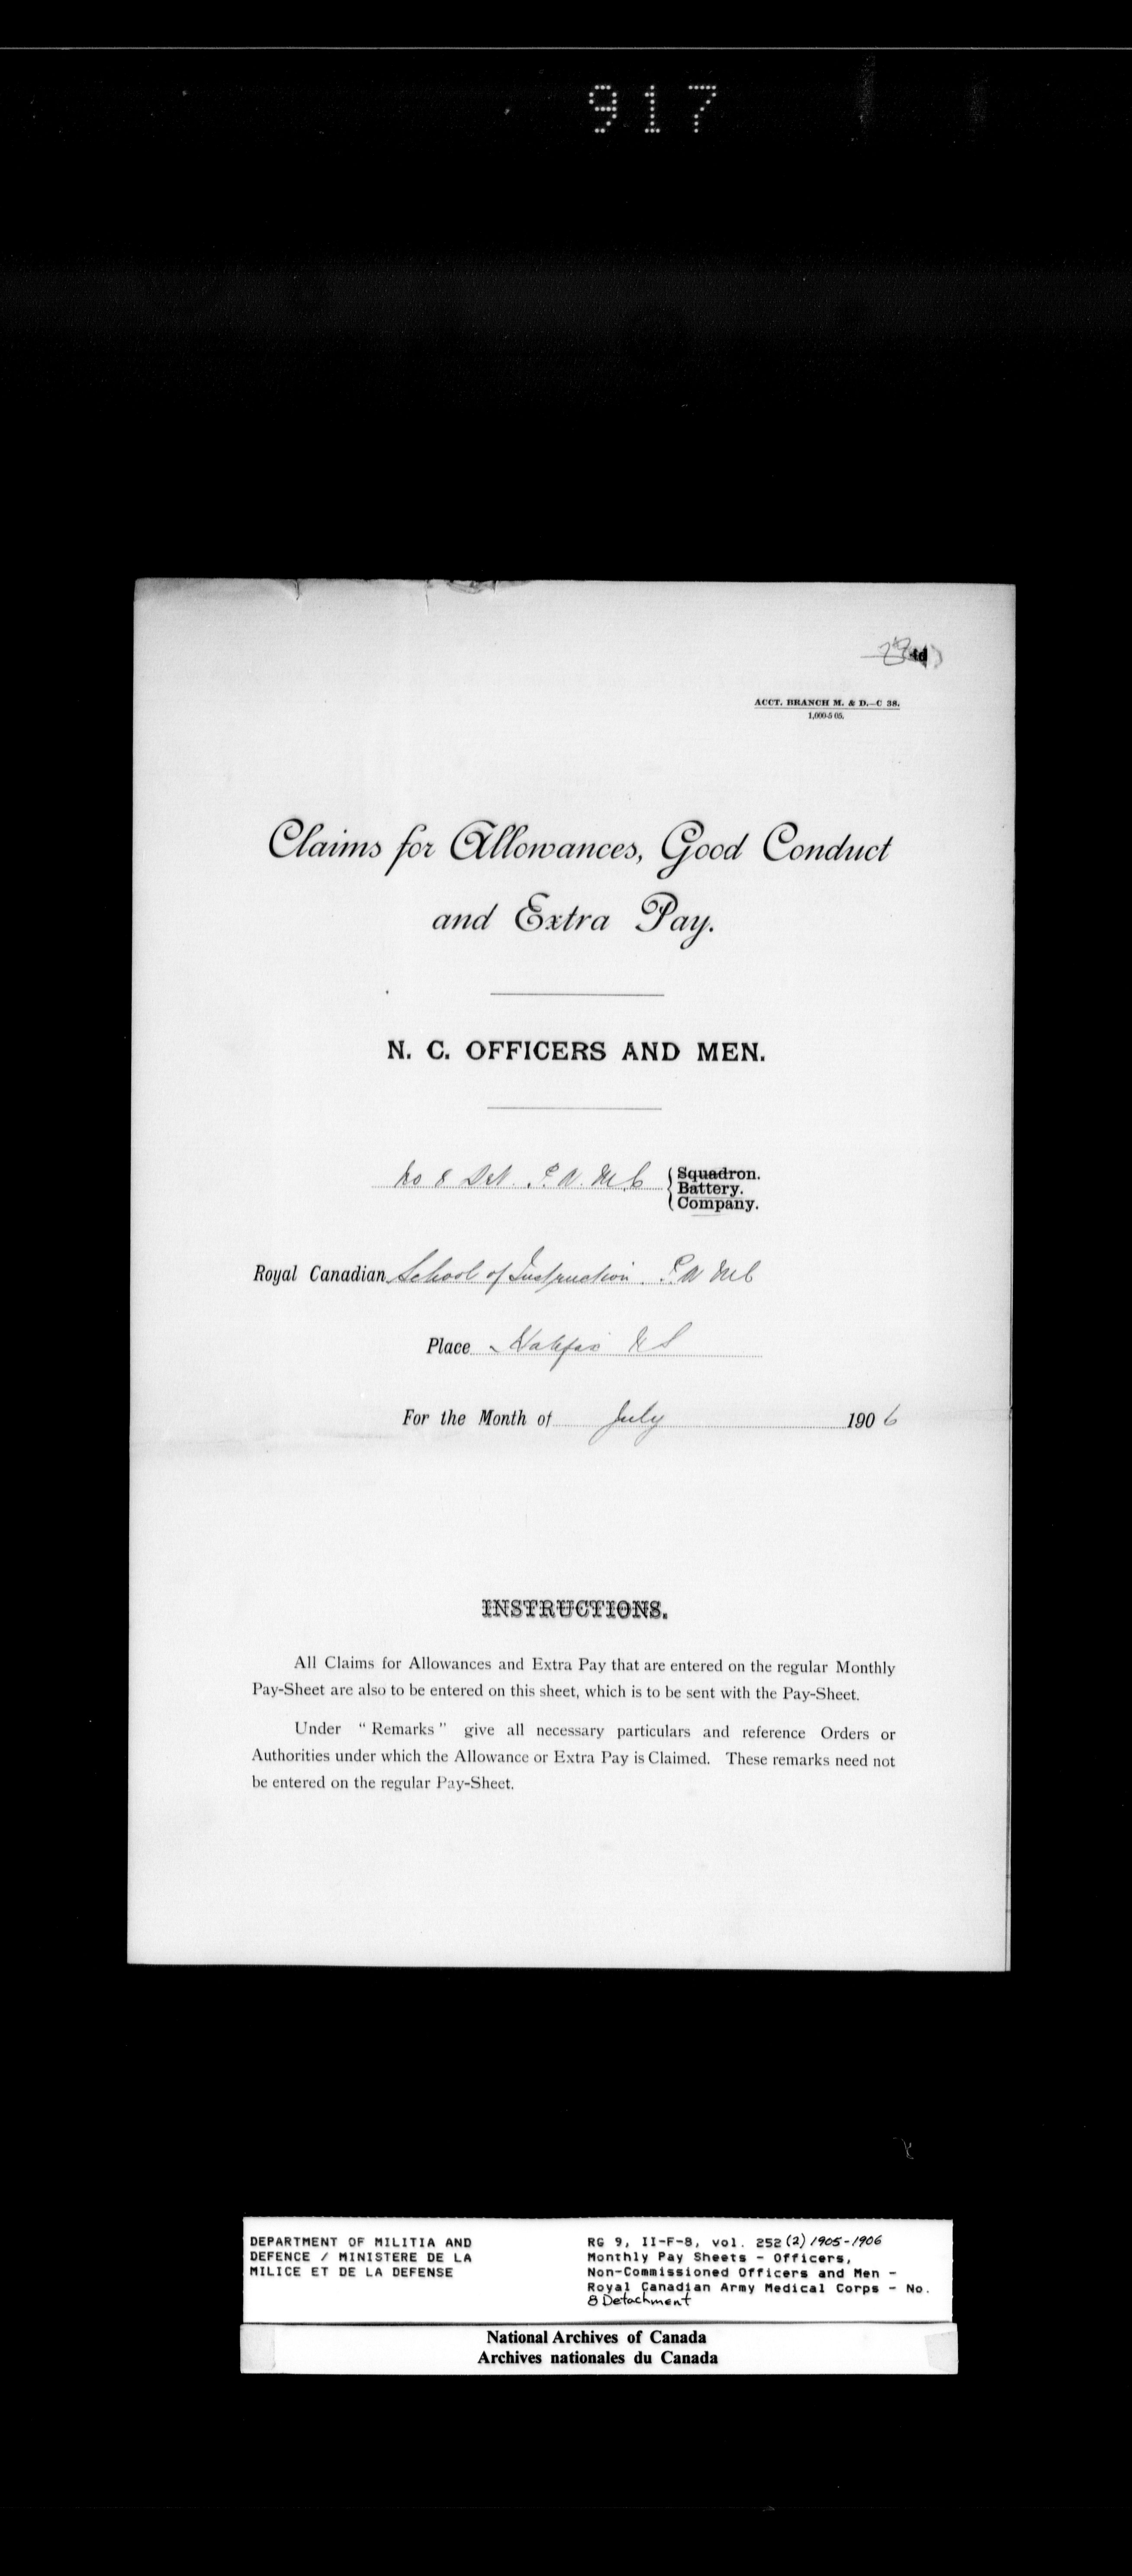 917
ACCT. BRANCH M. & D.—C 38.
1,000-5 05.
Claims for Allowances, Good Conduct
and Extra Pay.
N. C. OFFICERS AND MEN.
No 8 Det. P. A. M. C { Squadron.
Battery.
Company.
Royal Canadian School of Instruction. P. A. M C
Place Halifax N S
For the Month of July 1906
INSTRUCTIONS.
All Claims for Allowances and Extra Pay that are entered on the regular Monthly
Pay-Sheet are also to be entered on this sheet, which is to be sent with the Pay-Sheet.
Under "Remarks" give all necessary particulars and reference Orders or
Authorities under which the Allowance or Extra Pay is Claimed. These remarks need not
be entered on the regular Pay-Sheet.
DEPARTMENT OF MILITIA AND
DEFENCE / MINISTERE DE LA
MILICE ET DE LA DEFENSE
RG 9, II-F-8, vol. 252 (2) 1905-1906
Monthly Pay Sheets - Officers,
Non-Commissioned Officers and Men -
Royal Canadian Army Medical Corps - No.
8 Detachment
National Archives of Canada
Archives nationales du Canada